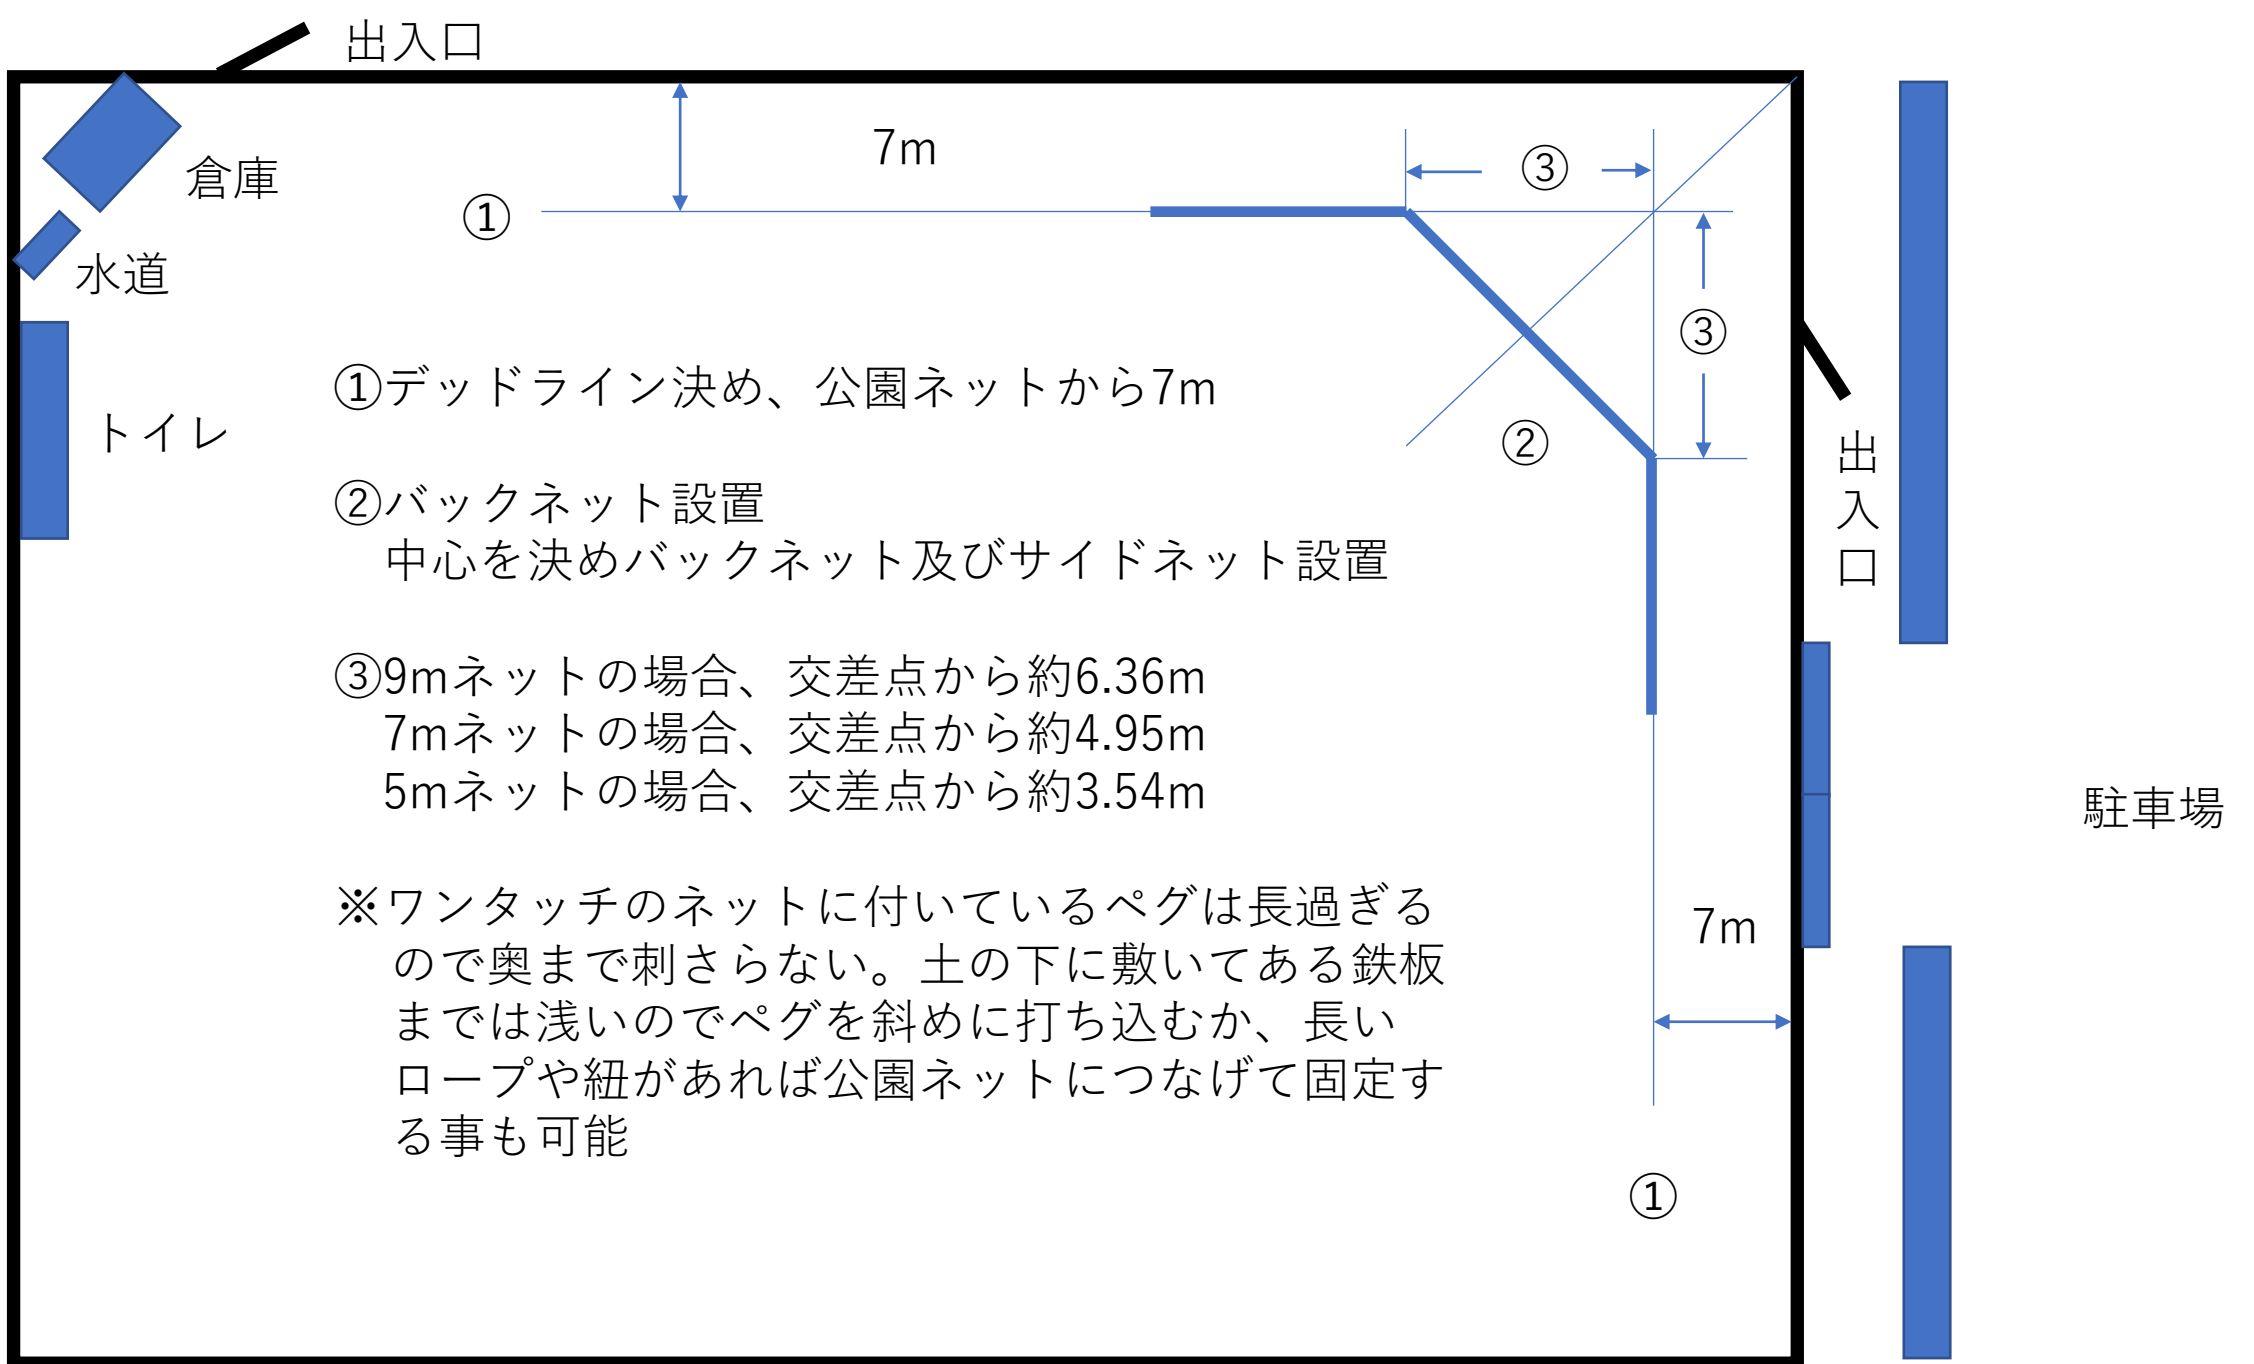 出入口
7m
③
倉庫
①
水道
③
①デッドライン決め、公園ネットから7m
トイレ
②
出入口
②バックネット設置
中心を決めバックネット及びサイドネット設置
③9mネットの場合、交差点から約6.36m
7mネットの場合、交差点から約4.95m
5mネットの場合、交差点から約3.54m
駐車場
※ワンタッチのネットに付いているペグは長過ぎる
ので奥まで刺さらない。土の下に敷いてある鉄板
までは浅いのでペグを斜めに打ち込むか、長い
ロープや紐があれば公園ネットにつなげて固定す
る事も可能
7m
①